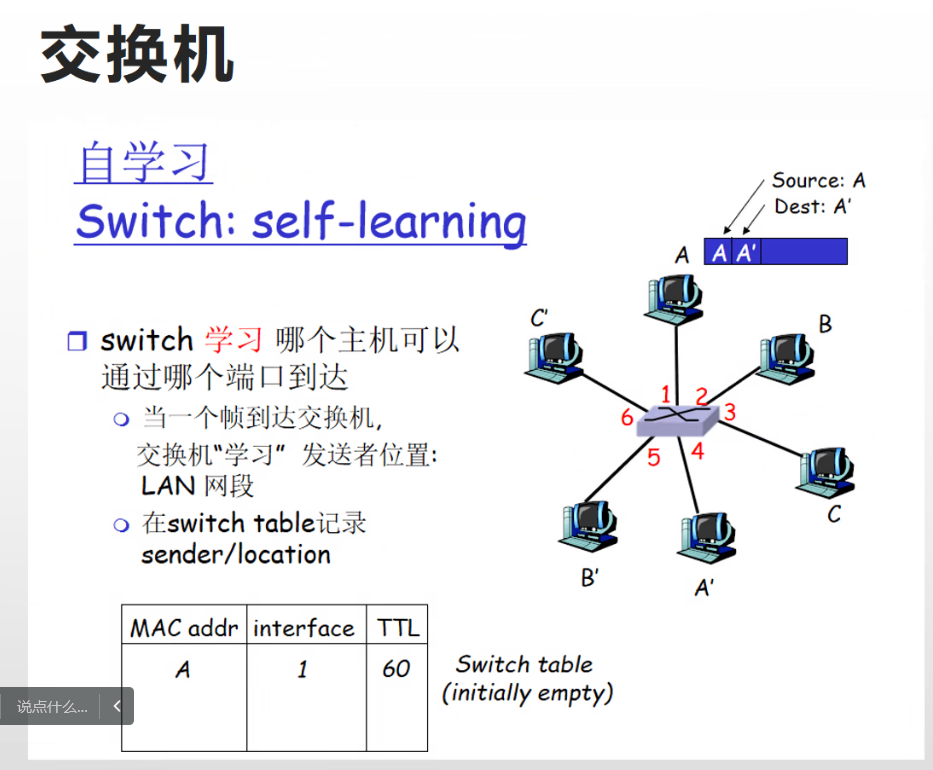 交换机
自学习
Switch: self-learning
Source: A
Dest: A'
A A'
A
C'
B
1 2
6 3
5 4
C
B'
A'
switch 学习 哪个主机可以
通过哪个端口到达
当一个帧到达交换机,
交换机“学习” 发送者位置:
LAN 网段
在switch table记录
sender/location
MAC addr interface TTL
A 1 60
Switch table
(initially empty)
说点什么... <